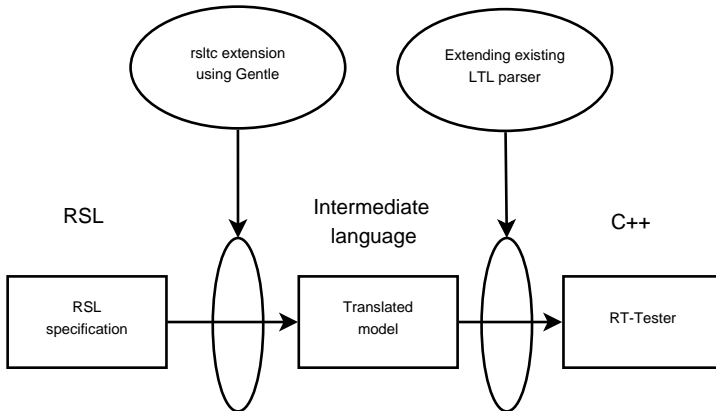 rsltc extension
using Gentle
Extending existing
LTL parser
RSL
Intermediate
language
C++
RSL
specification
Translated
model
RT-Tester